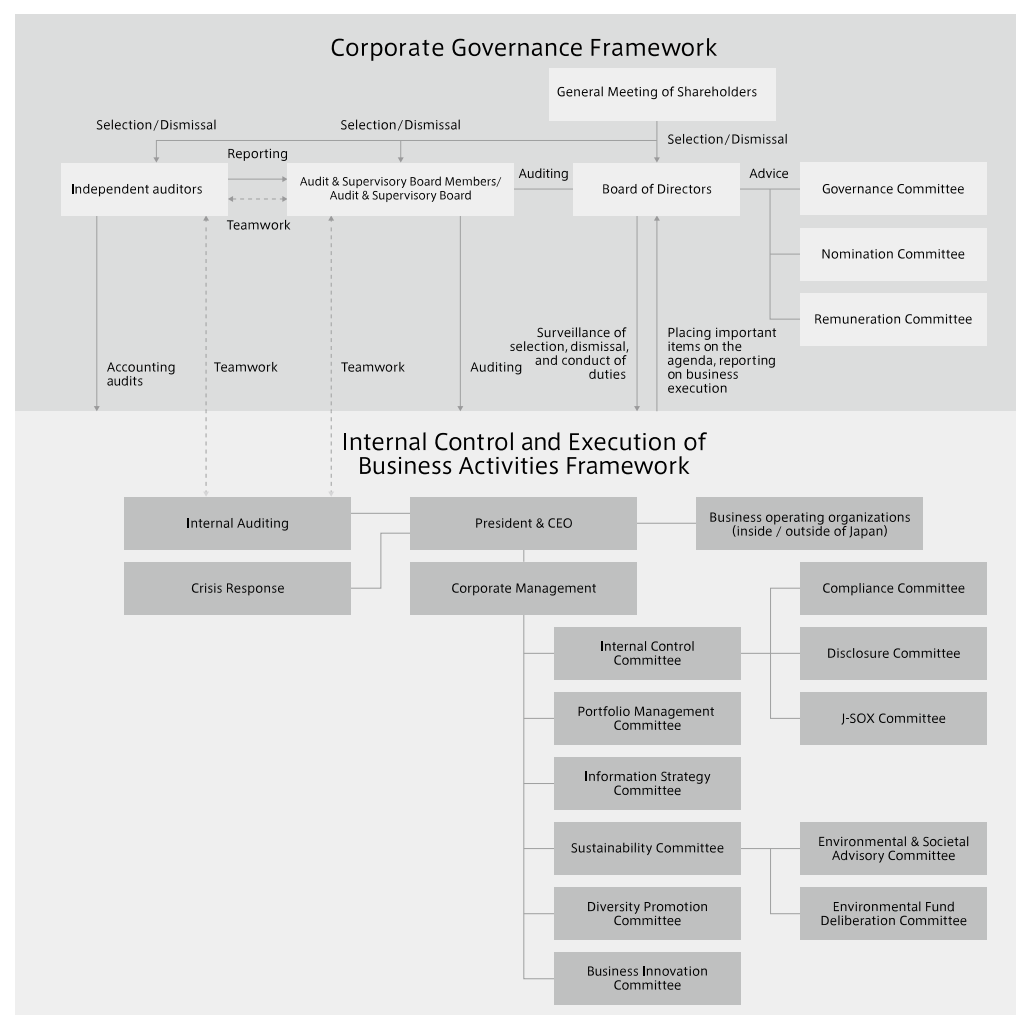 Corporate Governance Framework
General Meeting of Shareholders
Selection/Dismissal
Selection/Dismissal
Selection/Dismissal
Reporting
Independent auditors
Audit & Supervisory Board Members/
Audit & Supervisory Board
Auditing
Board of Directors
Advice
Governance Committee
Teamwork
Nomination Committee
Remuneration Committee
Accounting
audits
Teamwork
Teamwork
Auditing
Surveillance of
selection, dismissal,
and conduct of
duties
Placing important
items on the
agenda, reporting
on business
execution
Internal Control and Execution of
Business Activities Framework
Internal Auditing
President & CEO
Business operating organizations
(inside / outside of Japan)
Crisis Response
Corporate Management
Compliance Committee
Internal Control
Committee
Disclosure Committee
Portfolio Management
Committee
J-SOX Committee
Information Strategy
Committee
Sustainability Committee
Environmental & Societal
Advisory Committee
Diversity Promotion
Committee
Environmental Fund
Deliberation Committee
Business Innovation
Committee